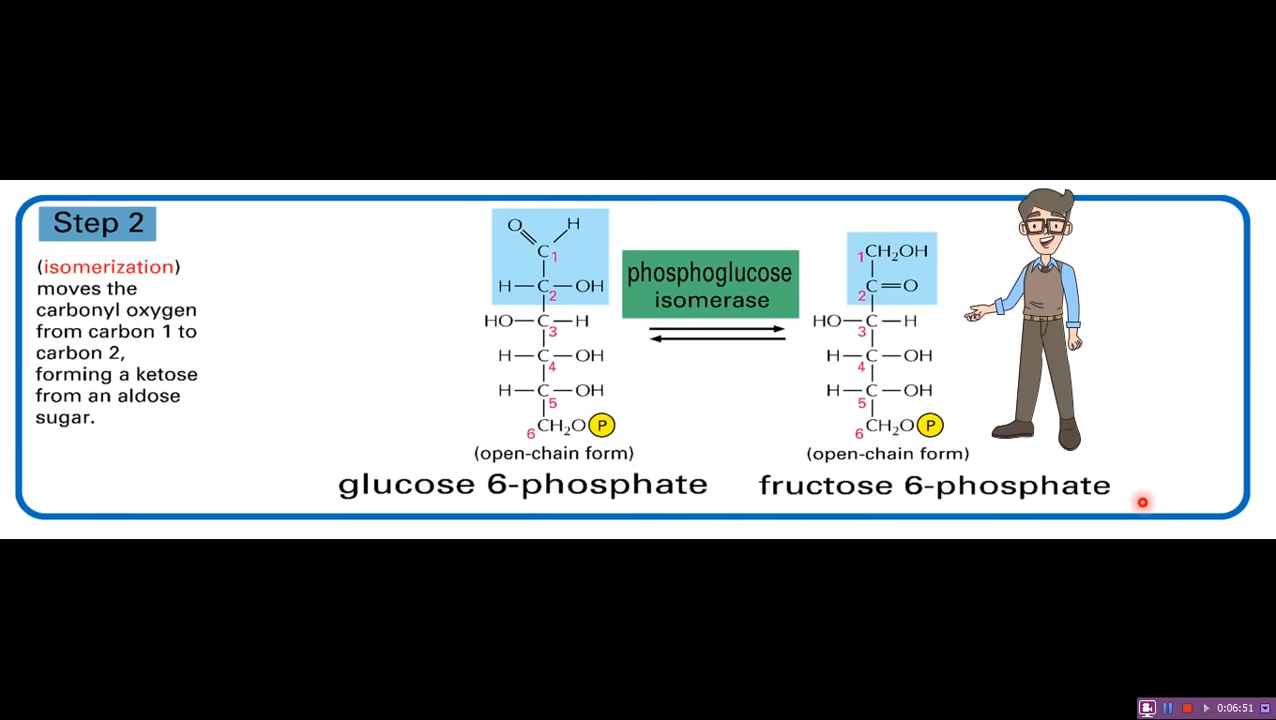 Step 2
(isomerization)
moves the
carbonyl oxygen
from carbon 1 to
carbon 2,
forming a ketose
from an aldose
sugar.
O H
C 1
H—C—OH
2
HO—C—H
3
H—C—OH
4
H—C—OH
5
6 CH₂O P
(open-chain form)
glucose 6-phosphate
phosphoglucose
isomerase
1 CH₂OH
2 C=O
HO—C—H
3
H—C—OH
4
H—C—OH
5
6 CH₂O P
(open-chain form)
fructose 6-phosphate
0:06:51